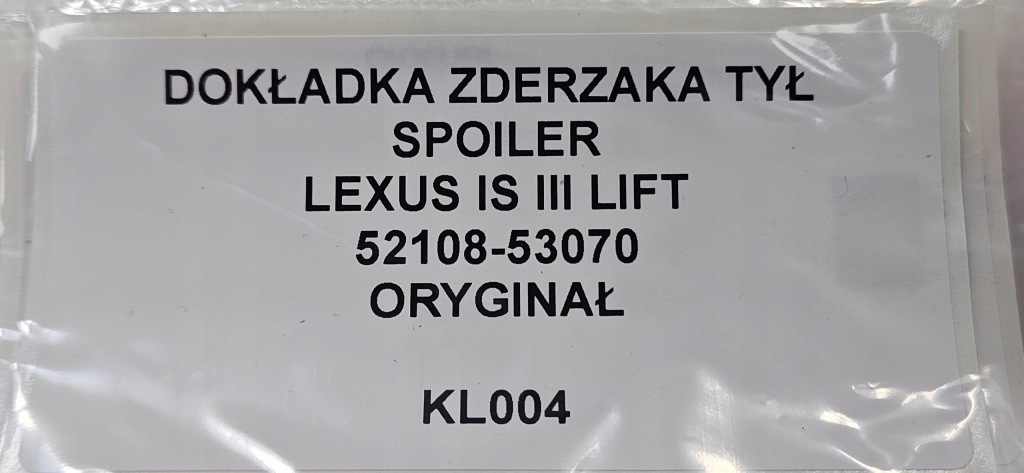 DOKŁADKA ZDERZAKA TYŁ
SPOILER
LEXUS IS III LIFT
52108-53070
ORYGINAŁ
KL004